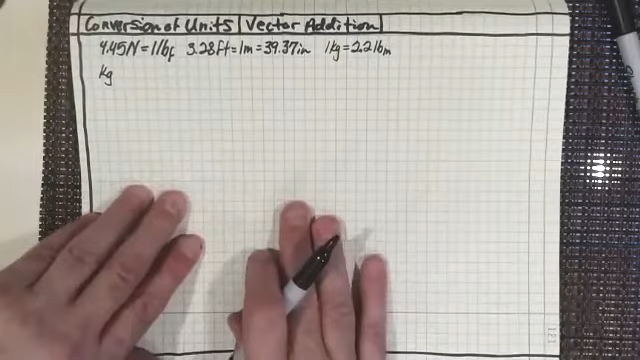 Conversion of Units | Vector Addition
4.45N=1lbf 3.28ft=1m=39.37in 1kg=2.2lbm
kg